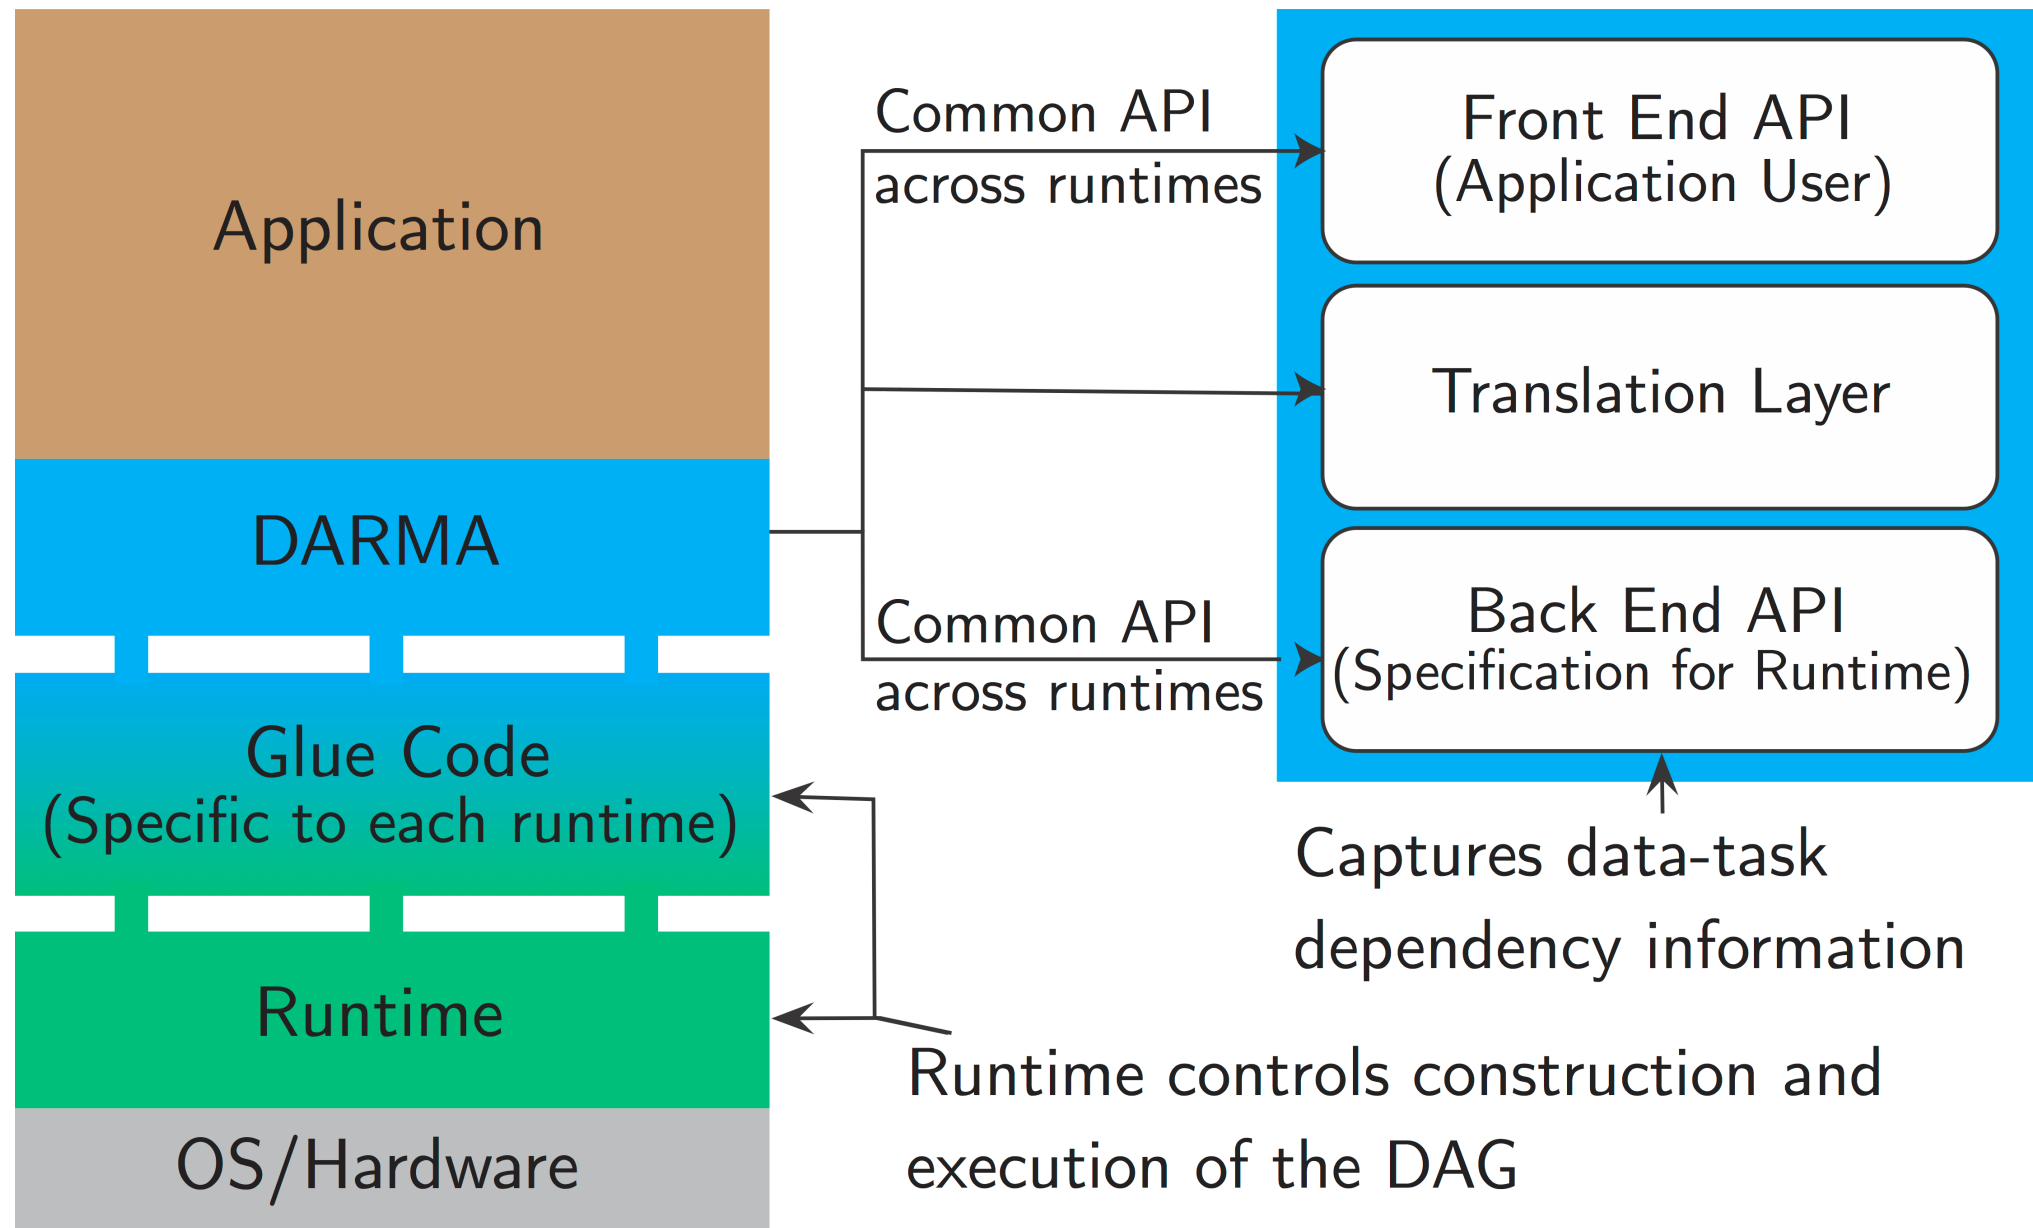 Application
DARMA
Glue Code
(Specific to each runtime)
Runtime
OS/Hardware
Common API
across runtimes
Common API
across runtimes
Front End API
(Application User)
Translation Layer
Back End API
(Specification for Runtime)
Captures data-task
dependency information
Runtime controls construction and
execution of the DAG